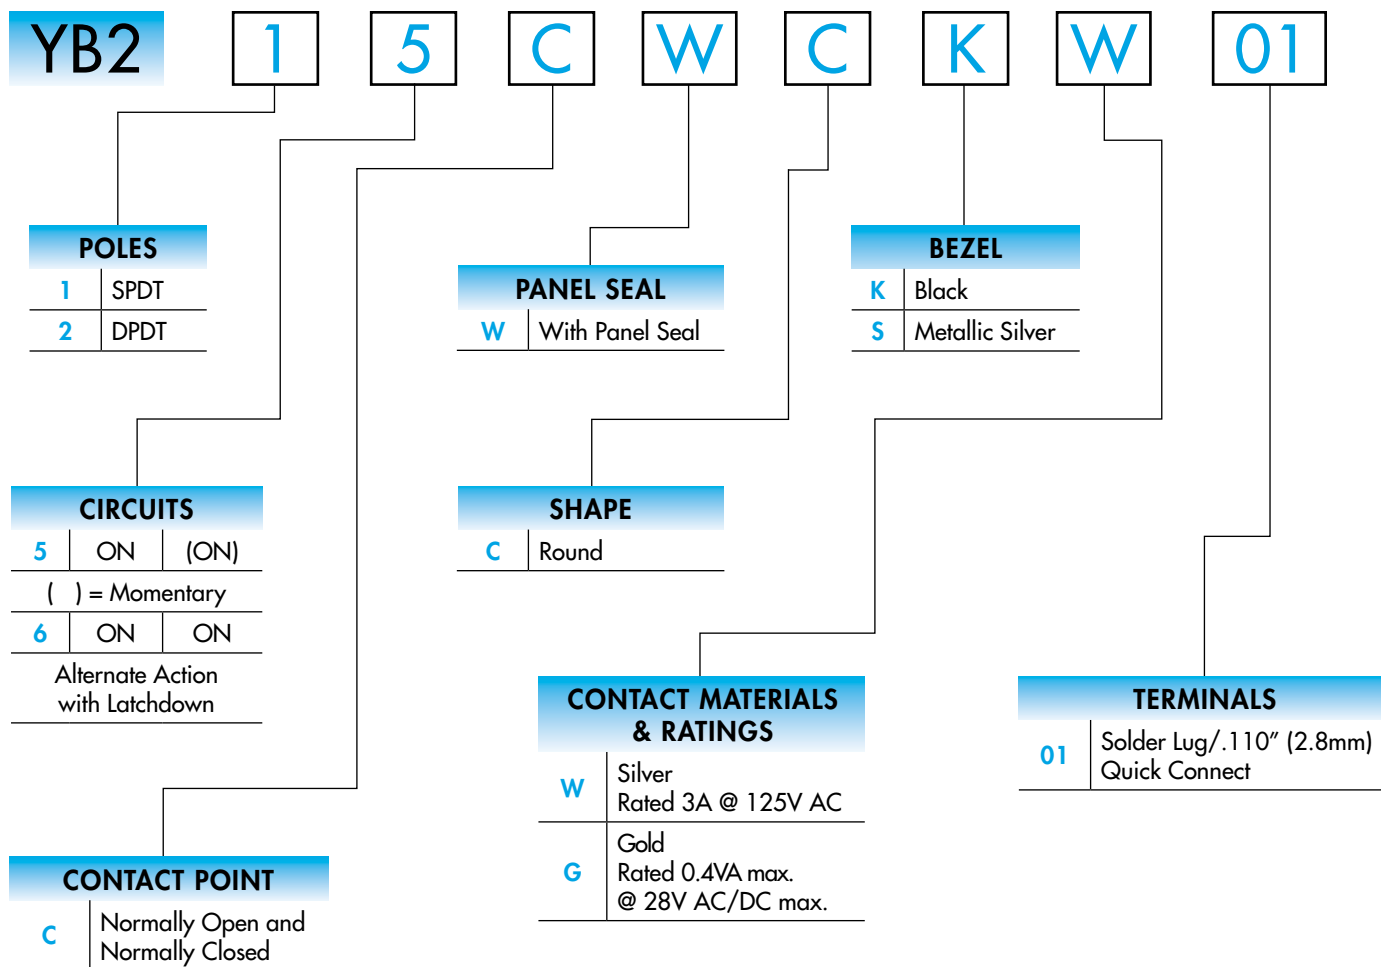 YB2 1 5 C W C K W 01
POLES
1 SPDT
2 DPDT
PANEL SEAL
W With Panel Seal
BEZEL
K Black
S Metallic Silver
CIRCUITS
5 ON (ON)
( ) = Momentary
6 ON ON
Alternate Action
with Latchdown
SHAPE
C Round
CONTACT MATERIALS
& RATINGS
W Silver
Rated 3A @ 125V AC
G Gold
Rated 0.4VA max.
@ 28V AC/DC max.
TERMINALS
01 Solder Lug/.110” (2.8mm)
Quick Connect
CONTACT POINT
C Normally Open and
Normally Closed